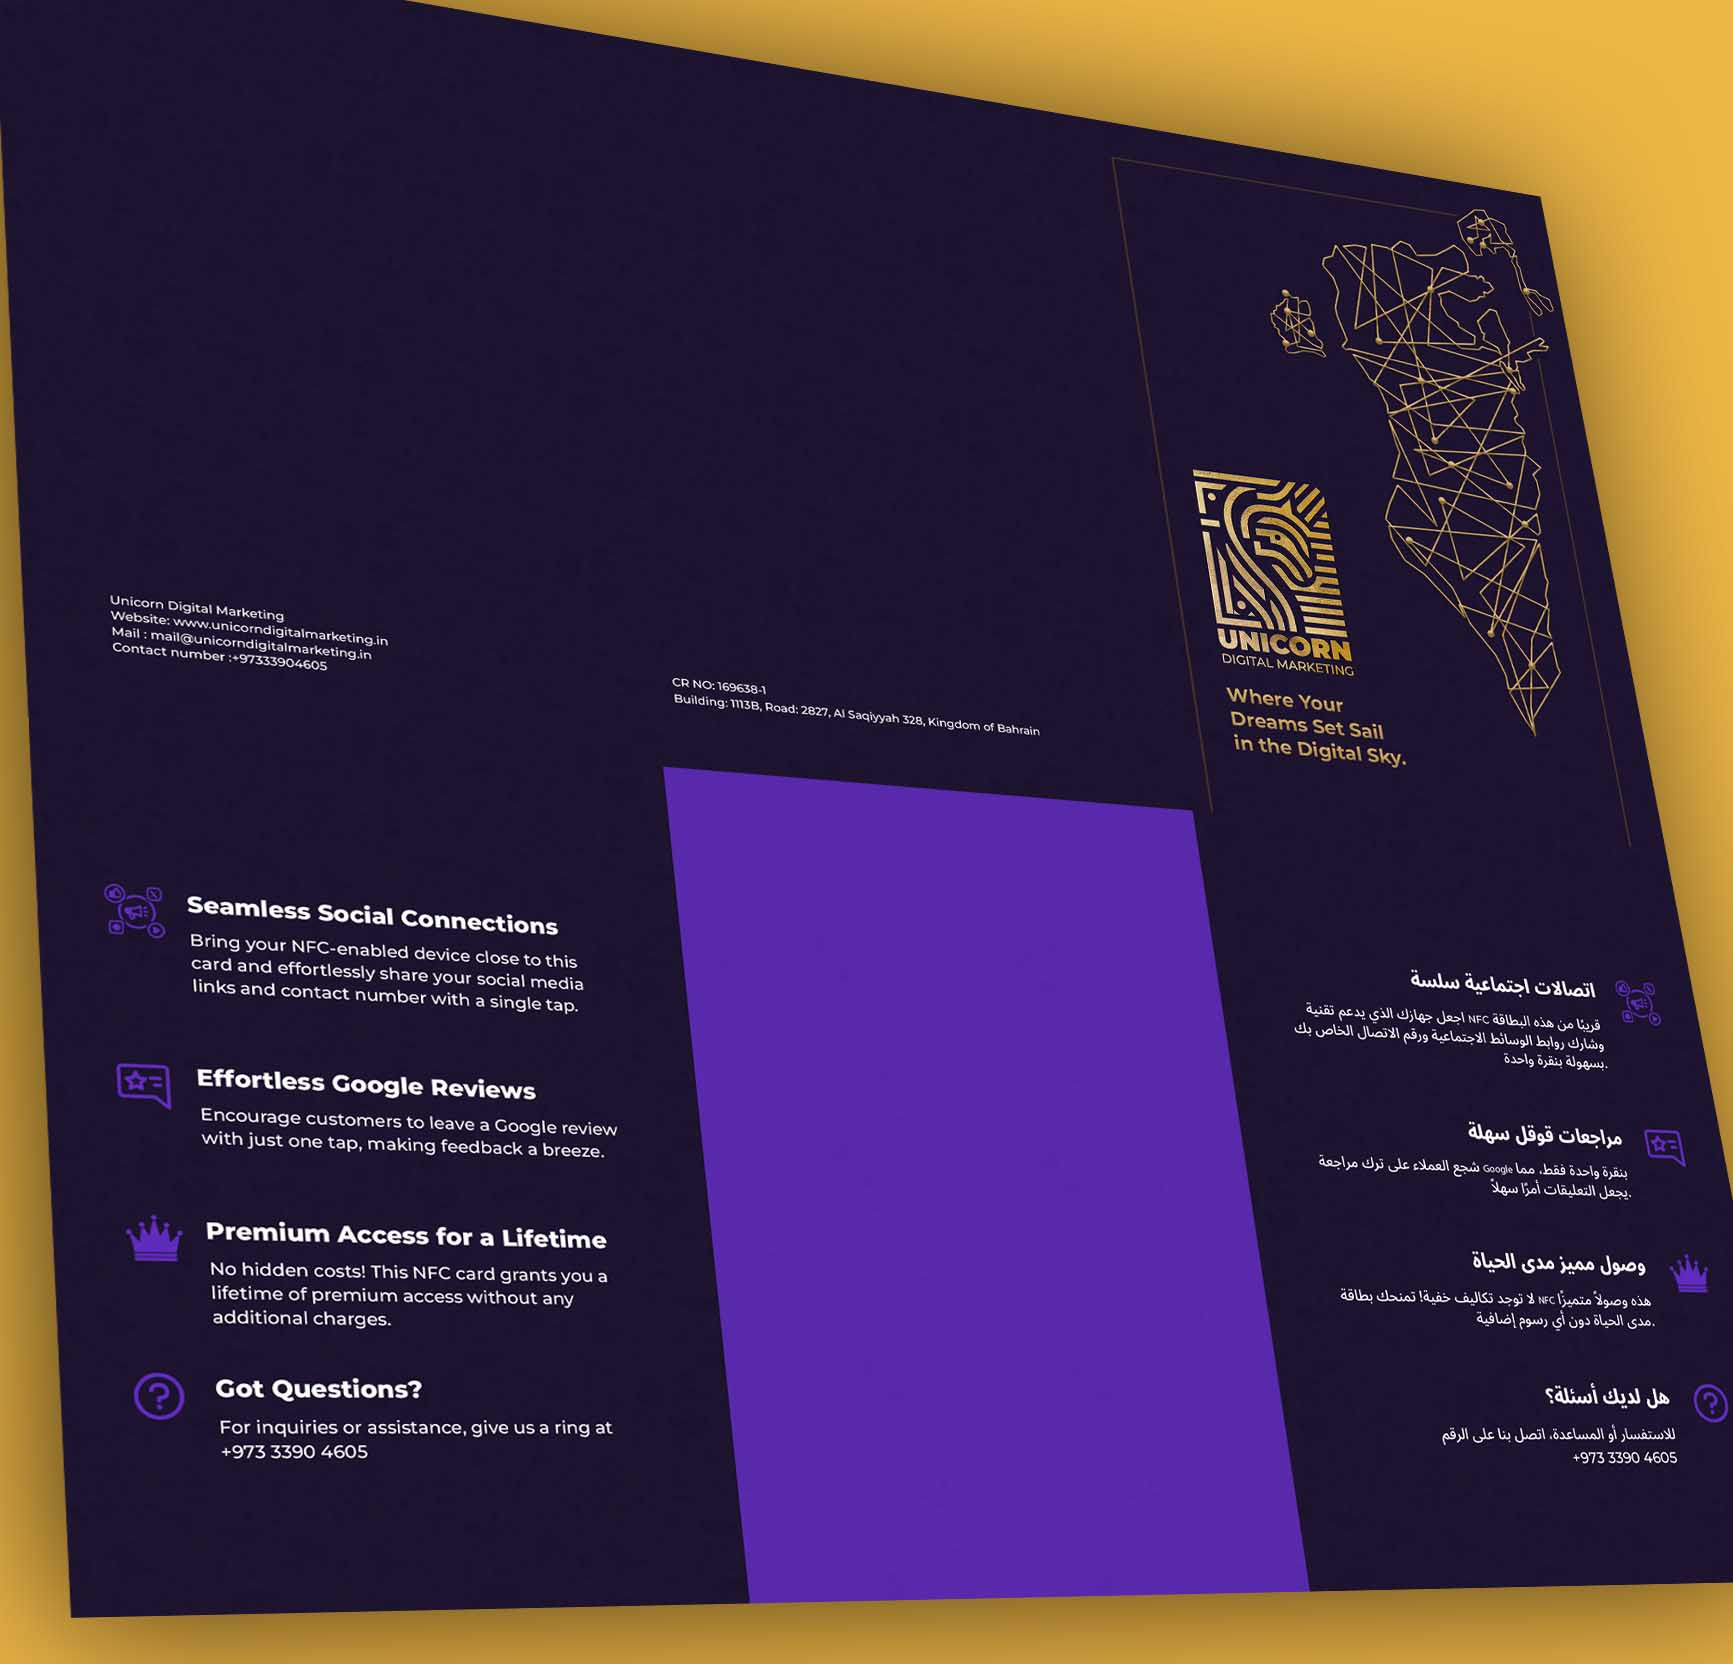 Unicorn Digital Marketing
Website: www.unicorndigitalmarketing.in
Mail : mail@unicorndigitalmarketing.in
Contact number :+97333904605
CR NO: 169638-1
Building: 1113B, Road: 2827, Al Saqiyyah 328, Kingdom of Bahrain
UNICORN
DIGITAL MARKETING
Where Your
Dreams Set Sail
in the Digital Sky.
Seamless Social Connections
Bring your NFC-enabled device close to this
card and effortlessly share your social media
links and contact number with a single tap.
Effortless Google Reviews
Encourage customers to leave a Google review
with just one tap, making feedback a breeze.
Premium Access for a Lifetime
No hidden costs! This NFC card grants you a
lifetime of premium access without any
additional charges.
Got Questions?
For inquiries or assistance, give us a ring at
+973 3390 4605
اتصالات اجتماعية سلسة
قريبًا من هذه البطاقة NFC اجعل جهازك الذي يدعم تقنية
وشارك روابط الوسائط الاجتماعية ورقم الاتصال الخاص بك
.بسهولة بنقرة واحدة
مراجعات قوقل سهلة
بنقرة واحدة فقط، مما Google شجع العملاء على ترك مراجعة
.يجعل التعليقات أمرًا سهلاً
وصول مميز مدى الحياة
هذه وصولاً متميزًا NFC لا توجد تكاليف خفية! تمنحك بطاقة
.مدى الحياة دون أي رسوم إضافية
هل لديك أسئلة؟
للاستفسار أو المساعدة، اتصل بنا على الرقم
+973 3390 4605